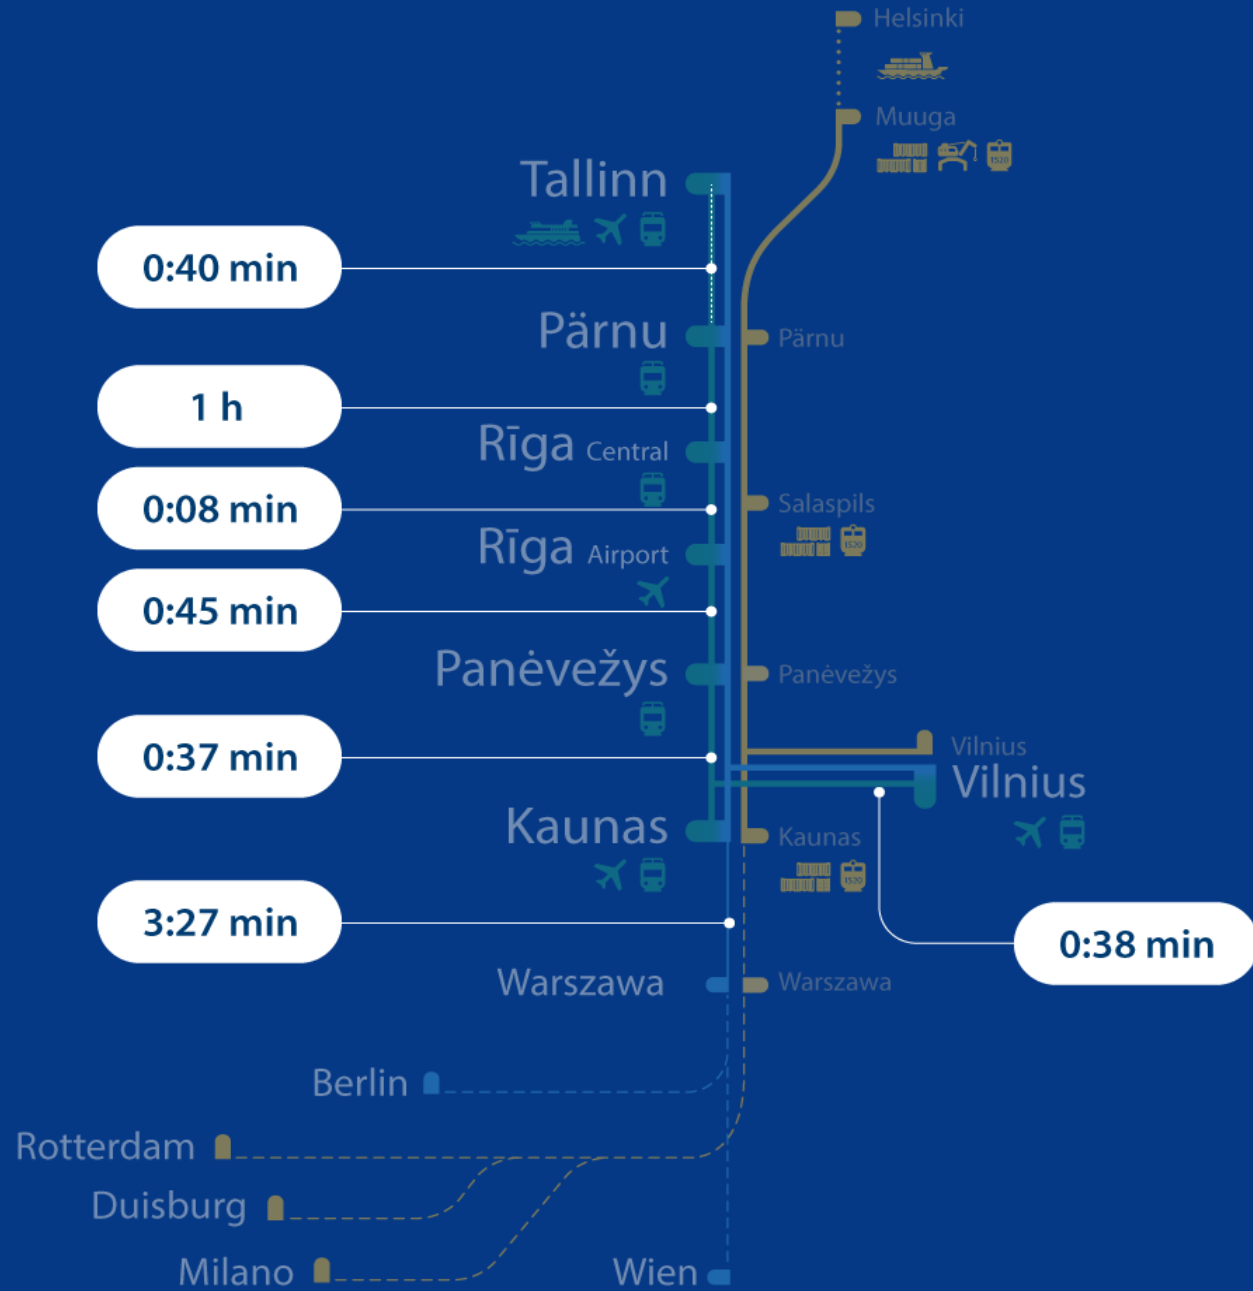 Helsinki
Muuga
1520
Tallinn
0:40 min
Pärnu
Pärnu
1 h
Rīga Central
Salaspils
0:08 min
1520
Rīga Airport
0:45 min
Panėvežys
Panėvežys
Vilnius
0:37 min
Vilnius
Kaunas
Kaunas
1520
3:27 min
0:38 min
Warszawa
Warszawa
Berlin
Rotterdam
Duisburg
Milano
Wien